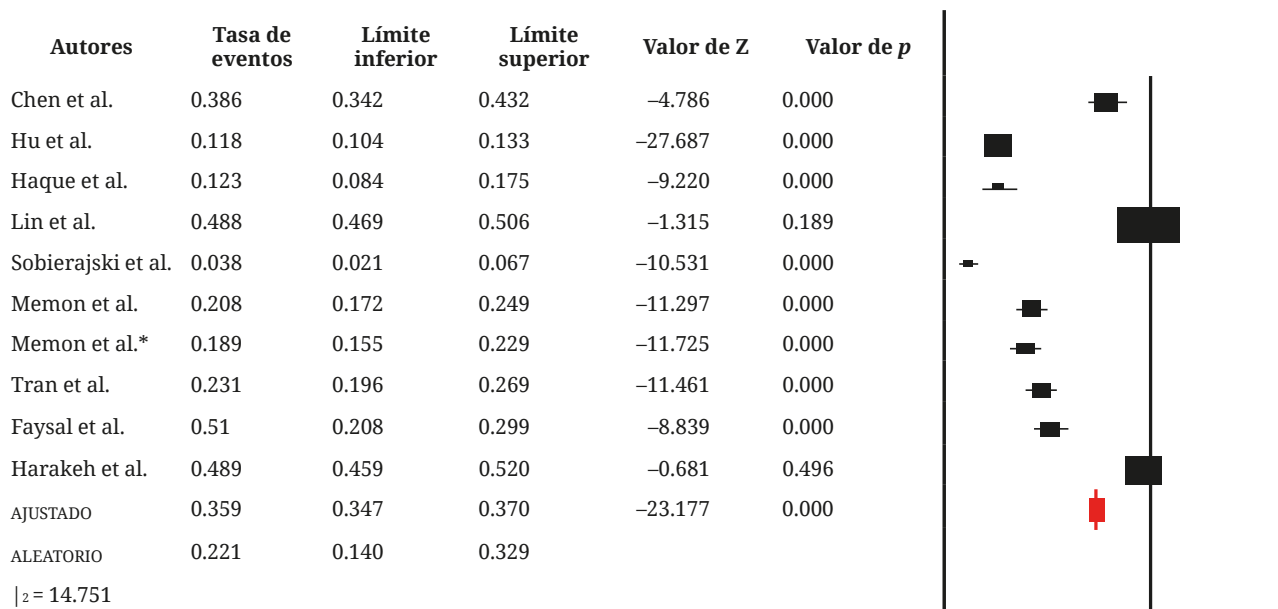 Autores Tasa de eventos Límite inferior Límite superior Valor de Z Valor de p
Chen et al. 0.386 0.342 0.432 –4.786 0.000
Hu et al. 0.118 0.104 0.133 –27.687 0.000
Haque et al. 0.123 0.084 0.175 –9.220 0.000
Lin et al. 0.488 0.469 0.506 –1.315 0.189
Sobierajski et al. 0.038 0.021 0.067 –10.531 0.000
Memon et al. 0.208 0.172 0.249 –11.297 0.000
Memon et al.* 0.189 0.155 0.229 –11.725 0.000
Tran et al. 0.231 0.196 0.269 –11.461 0.000
Faysal et al. 0.51 0.208 0.299 –8.839 0.000
Harakeh et al. 0.489 0.459 0.520 –0.681 0.496
AJUSTADO 0.359 0.347 0.370 –23.177 0.000
ALEATORIO 0.221 0.140 0.329
|2 = 14.751